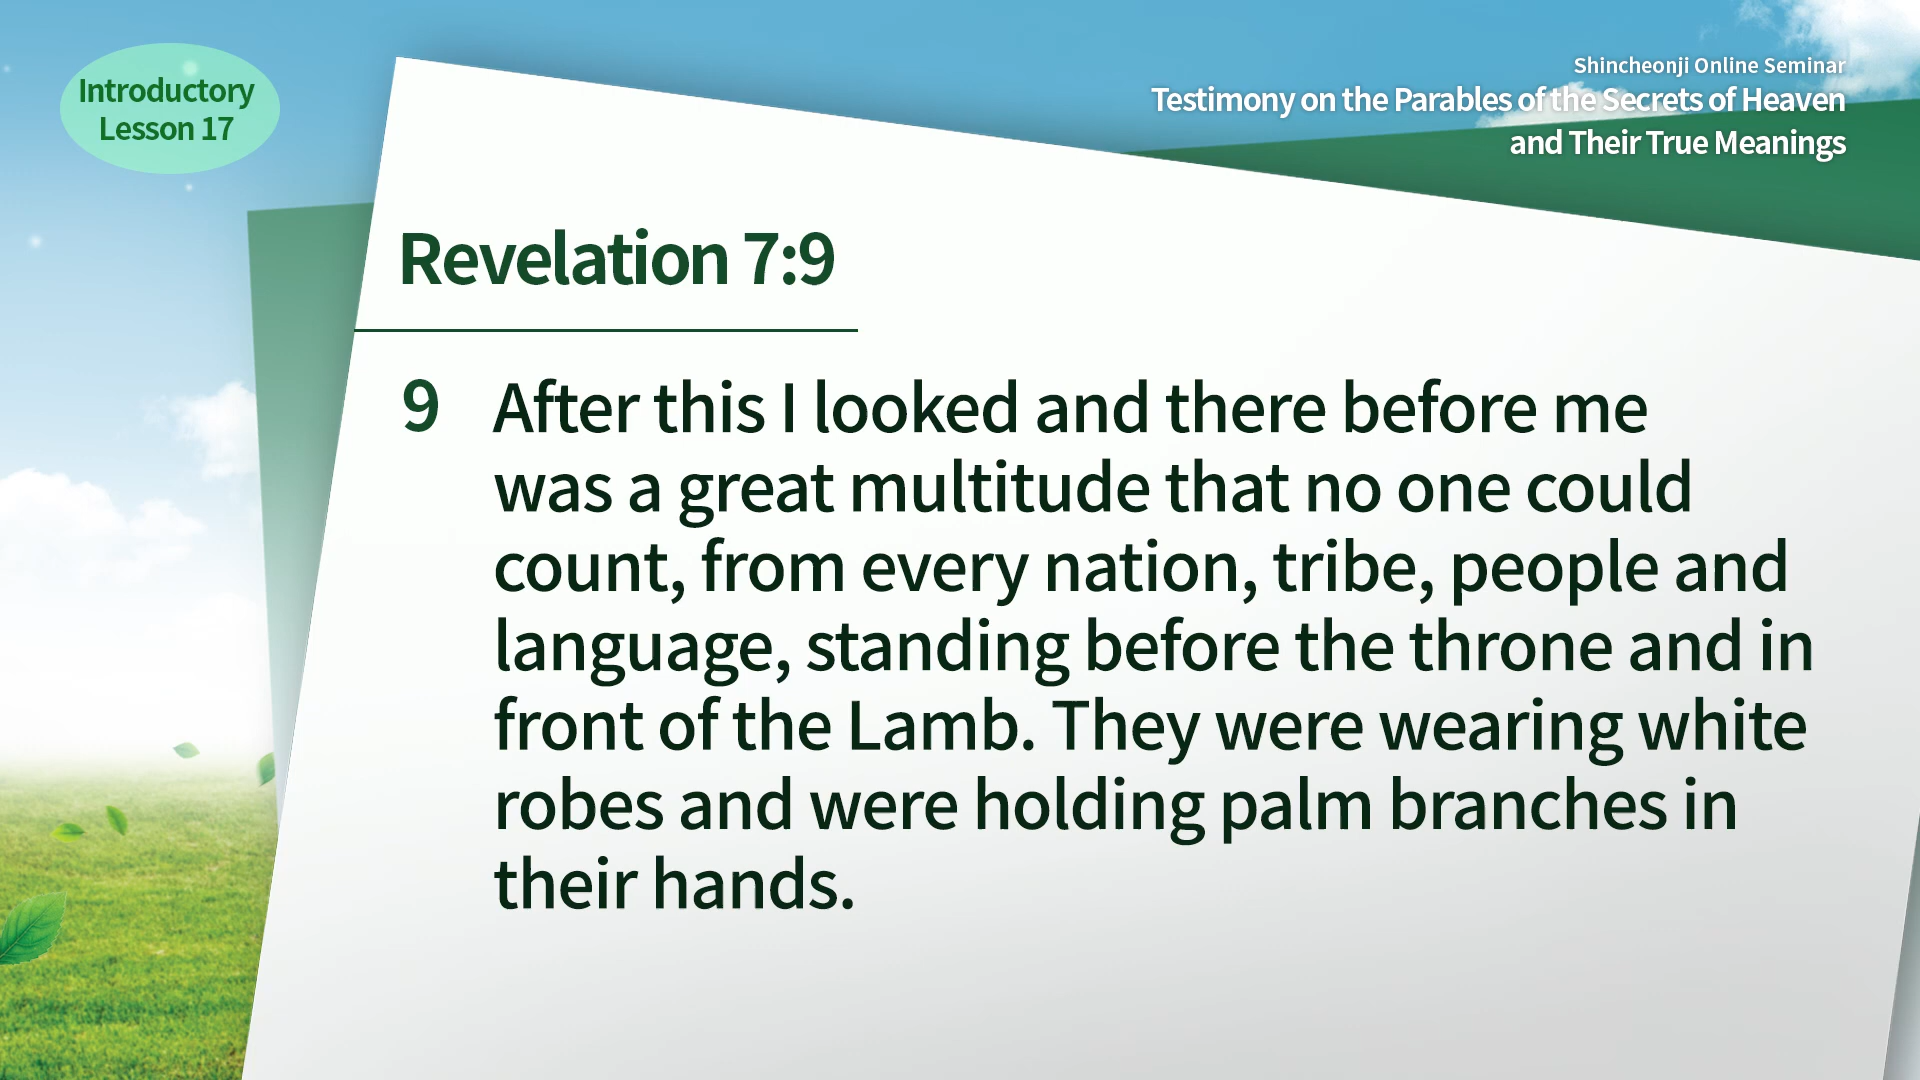 Introductory
Lesson 17
Shincheonji Online Seminar
Testimony on the Parables of the Secrets of Heaven
and Their True Meanings
Revelation 7:9
9 After this I looked and there before me
was a great multitude that no one could
count, from every nation, tribe, people and
language, standing before the throne and in
front of the Lamb. They were wearing white
robes and were holding palm branches in
their hands.